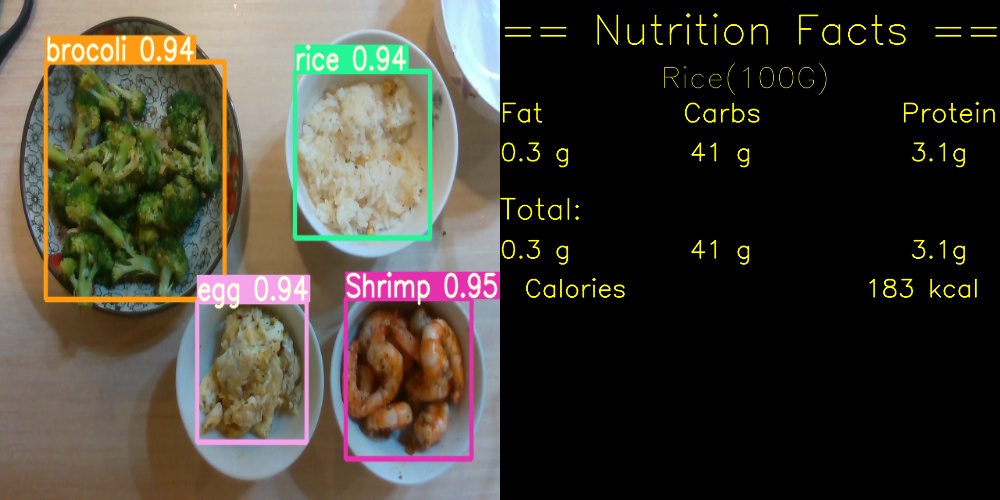 brocoli 0.94
rice 0.94
egg 0.94
Shrimp 0.95
== Nutrition Facts ==
Rice(100G)
Fat Carbs Protein
0.3 g 41 g 3.1g
Total:
0.3 g 41 g 3.1g
Calories 183 kcal